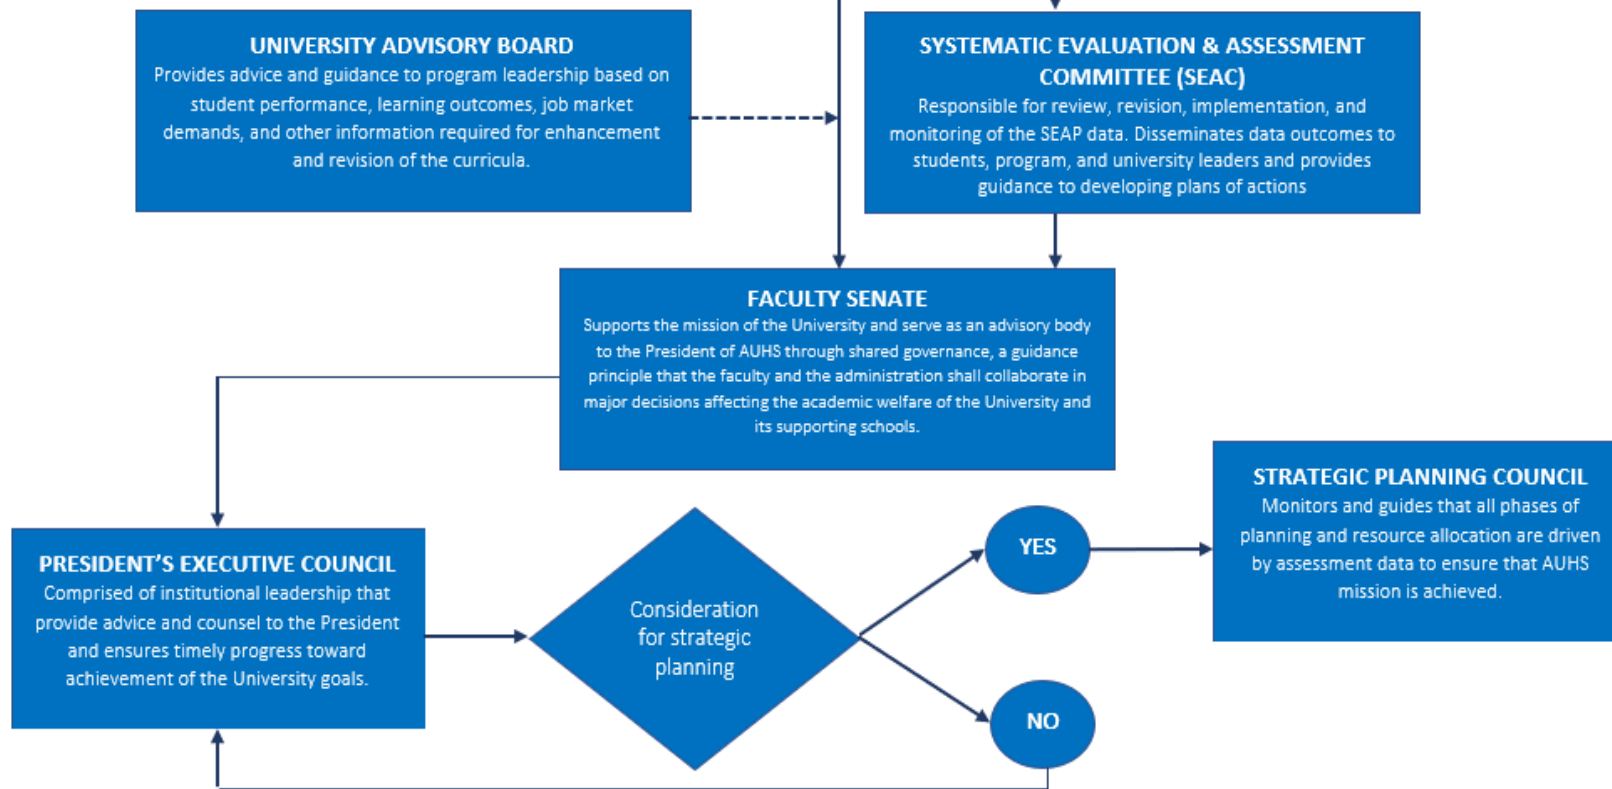 UNIVERSITY ADVISORY BOARD
Provides advice and guidance to program leadership based on
student performance, learning outcomes, job market
demands, and other information required for enhancement
and revision of the curricula.
SYSTEMATIC EVALUATION & ASSESSMENT
COMMITTEE (SEAC)
Responsible for review, revision, implementation, and
monitoring of the SEAP data. Disseminates data outcomes to
students, program, and university leaders and provides
guidance to developing plans of actions
FACULTY SENATE
Supports the mission of the University and serve as an advisory body
to the President of AUHS through shared governance, a guidance
principle that the faculty and the administration shall collaborate in
major decisions affecting the academic welfare of the University and
its supporting schools.
PRESIDENT’S EXECUTIVE COUNCIL
Comprised of institutional leadership that
provide advice and counsel to the President
and ensures timely progress toward
achievement of the University goals.
Consideration
for strategic
planning
YES
NO
STRATEGIC PLANNING COUNCIL
Monitors and guides that all phases of
planning and resource allocation are driven
by assessment data to ensure that AUHS
mission is achieved.